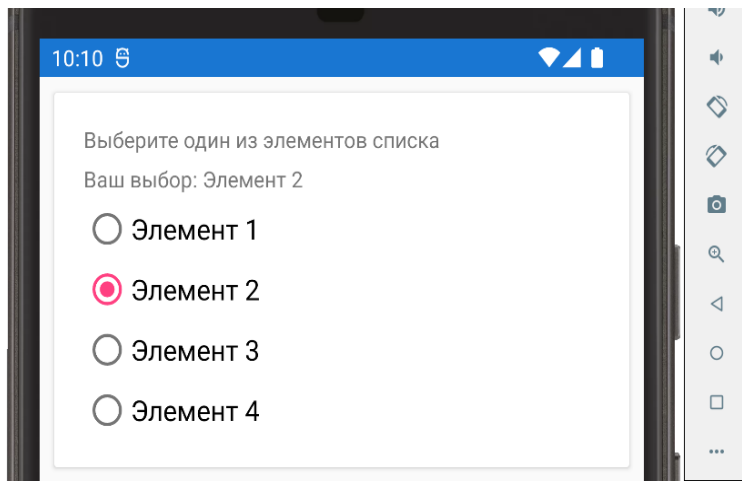 10:10
Выберите один из элементов списка
Ваш выбор: Элемент 2
Элемент 1
Элемент 2
Элемент 3
Элемент 4